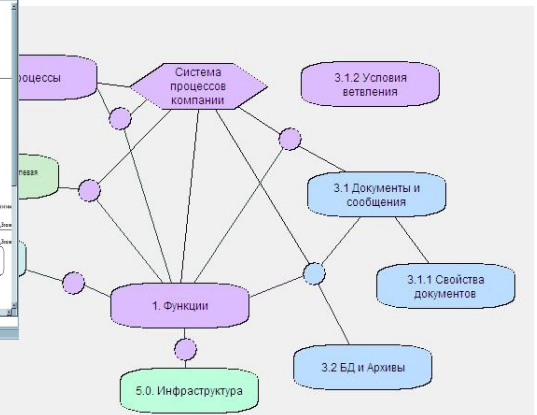 Система
процессов
компании
3.1.2 Условия
ветвления
3.1 Документы и
сообщения
3.1.1 Свойства
документов
1. Функции
3.2 БД и Архивы
5.0. Инфраструктура